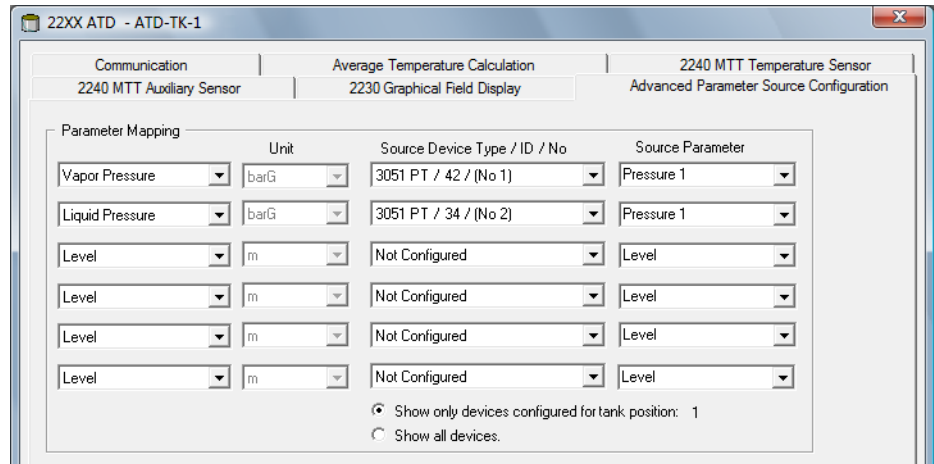 22XX ATD - ATD-TK-1
Communication Average Temperature Calculation 2240 MTT Temperature Sensor
2240 MTT Auxiliary Sensor 2230 Graphical Field Display Advanced Parameter Source Configuration
Parameter Mapping
Unit Source Device Type / ID / No Source Parameter
Vapor Pressure barG 3051 PT / 42 / (No 1) Pressure 1
Liquid Pressure barG 3051 PT / 34 / (No 2) Pressure 1
Level m Not Configured Level
Level m Not Configured Level
Level m Not Configured Level
Level m Not Configured Level
Show only devices configured for tank position: 1
Show all devices.